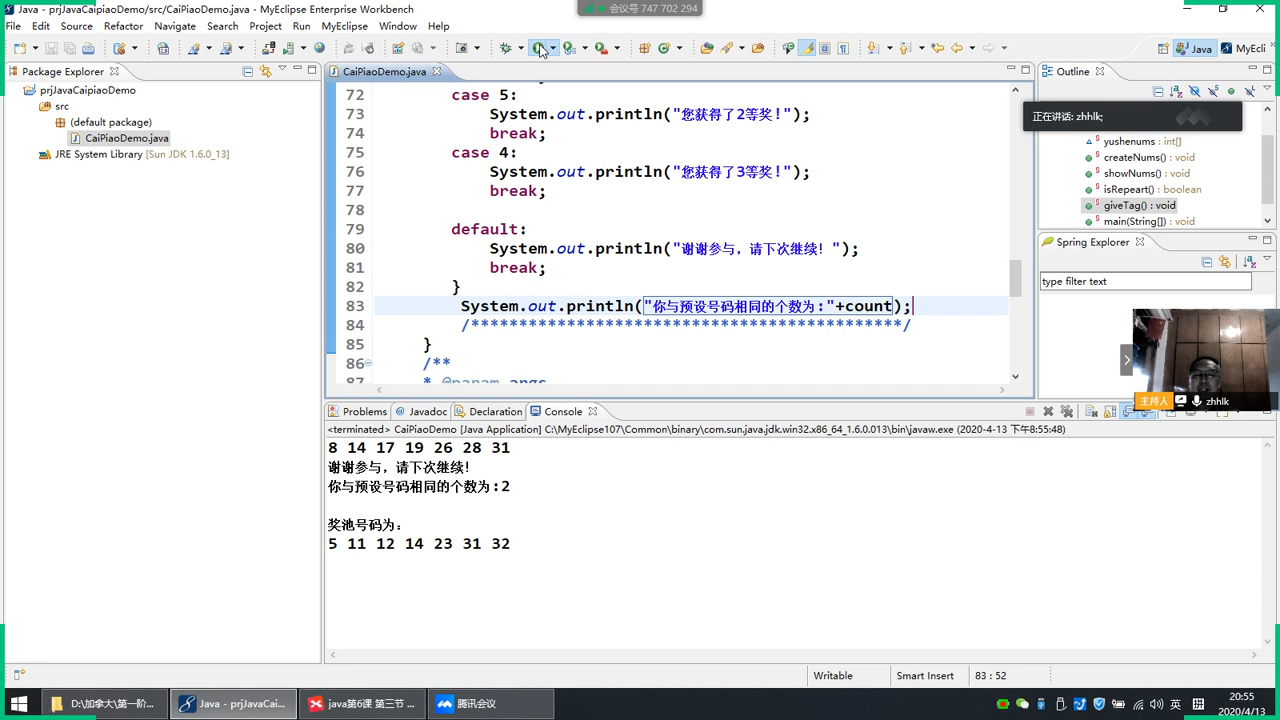 Java - prjJavaCaipiaoDemo/src/CaiPiaoDemo.java - MyEclipse Enterprise Workbench
会议号 747 702 294
File Edit Source Refactor Navigate Search Project Run MyEclipse Window Help
Java MyEcli
Package Explorer
prjJavaCaipiaoDemo
src
(default package)
CaiPiaoDemo.java
JRE System Library [Sun JDK 1.6.0_13]
CaiPiaoDemo.java
72 case 5:
73 System.out.println("您获得了2等奖!");
74 break;
75 case 4:
76 System.out.println("您获得了3等奖!");
77 break;
78
79 default:
80 System.out.println("谢谢参与，请下次继续! ");
81 break;
82 }
83 System.out.println("你与预设号码相同的个数为:"+count);
84 /*********************************************/
85 }
86 /**
87 * @param args
Outline
正在讲话: zhhlk;
yushenums : int[]
createNums() : void
showNums() : void
isRepeart() : boolean
giveTag() : void
main(String[]) : void
Spring Explorer
type filter text
主持人 zhhlk
Problems Javadoc Declaration Console
<terminated> CaiPiaoDemo [Java Application] C:\MyEclipse107\Common\binary\com.sun.java.jdk.win32.x86_64_1.6.0.013\bin\javaw.exe (2020-4-13 下午8:55:48)
8 14 17 19 26 28 31
谢谢参与，请下次继续!
你与预设号码相同的个数为:2
奖池号码为:
5 11 12 14 23 31 32
Writable Smart Insert 83 : 52
D:\加拿大\第一阶... Java - prjJavaCai... java第6课 第三节 ... 腾讯会议
英
20:55
2020/4/13